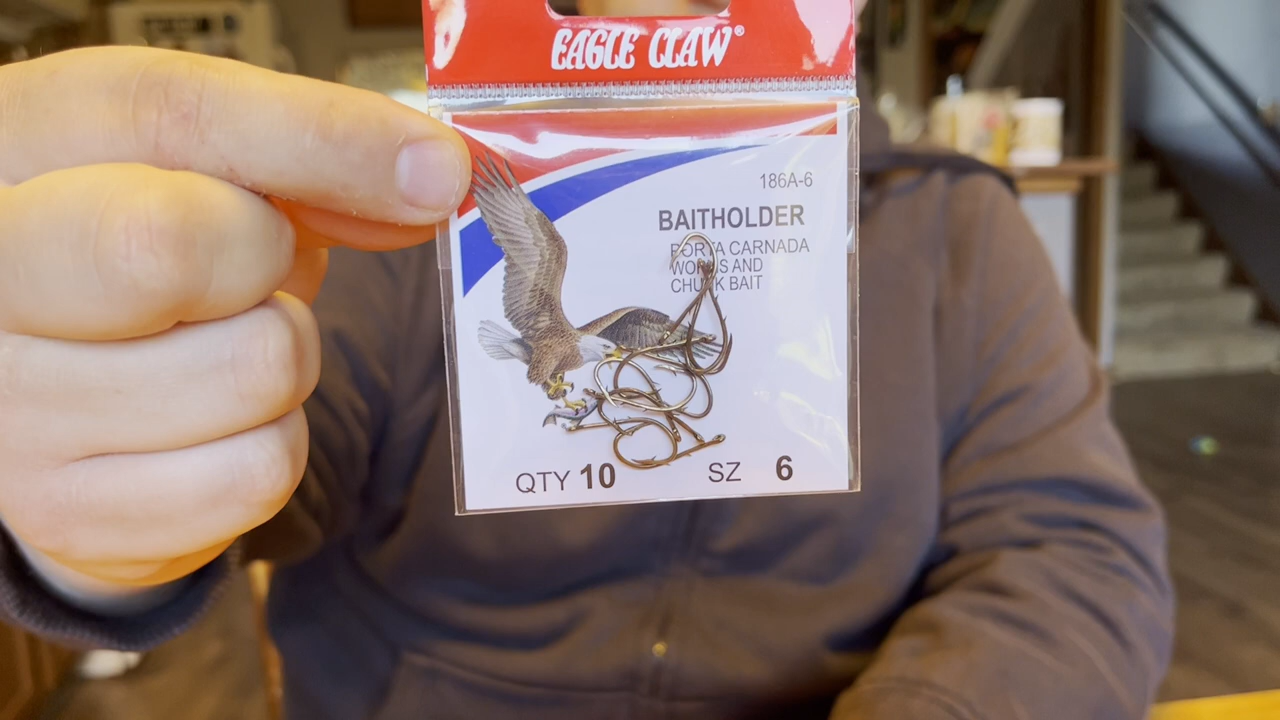 EAGLE CLAW®
186A-6
BAITHOLDER
PORTA CARNADA
WORMS AND
CHUNK BAIT
QTY 10 SZ 6